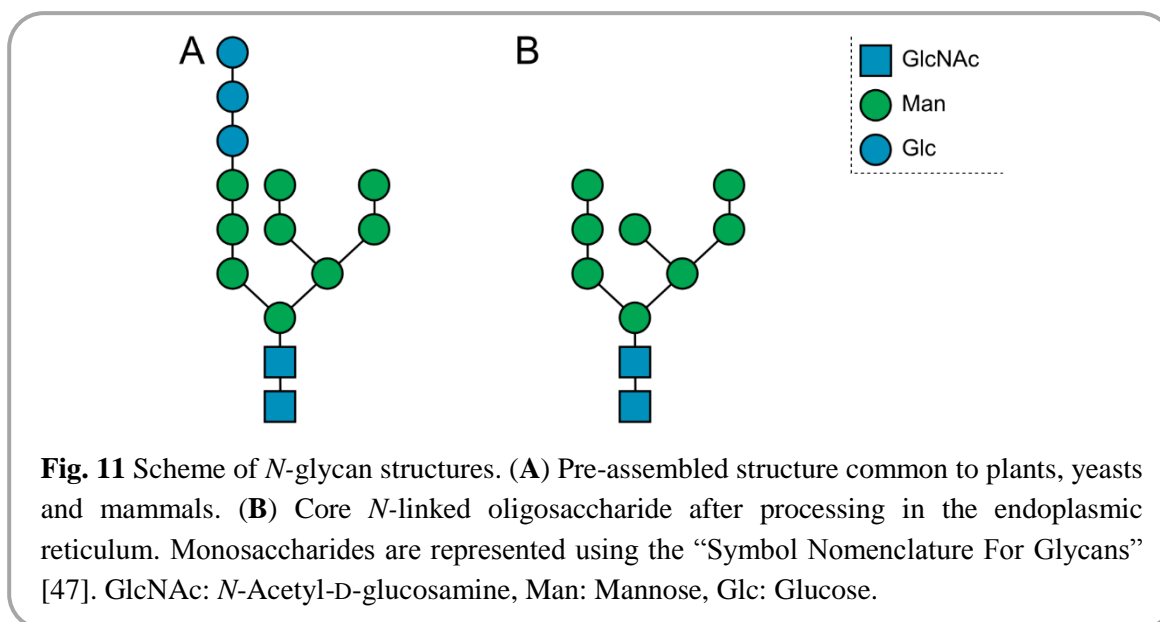 A
B
GlcNAc
Man
Glc
Fig. 11 Scheme of N-glycan structures. (A) Pre-assembled structure common to plants, yeasts
and mammals. (B) Core N-linked oligosaccharide after processing in the endoplasmic
reticulum. Monosaccharides are represented using the “Symbol Nomenclature For Glycans”
[47]. GlcNAc: N-Acetyl-D-glucosamine, Man: Mannose, Glc: Glucose.